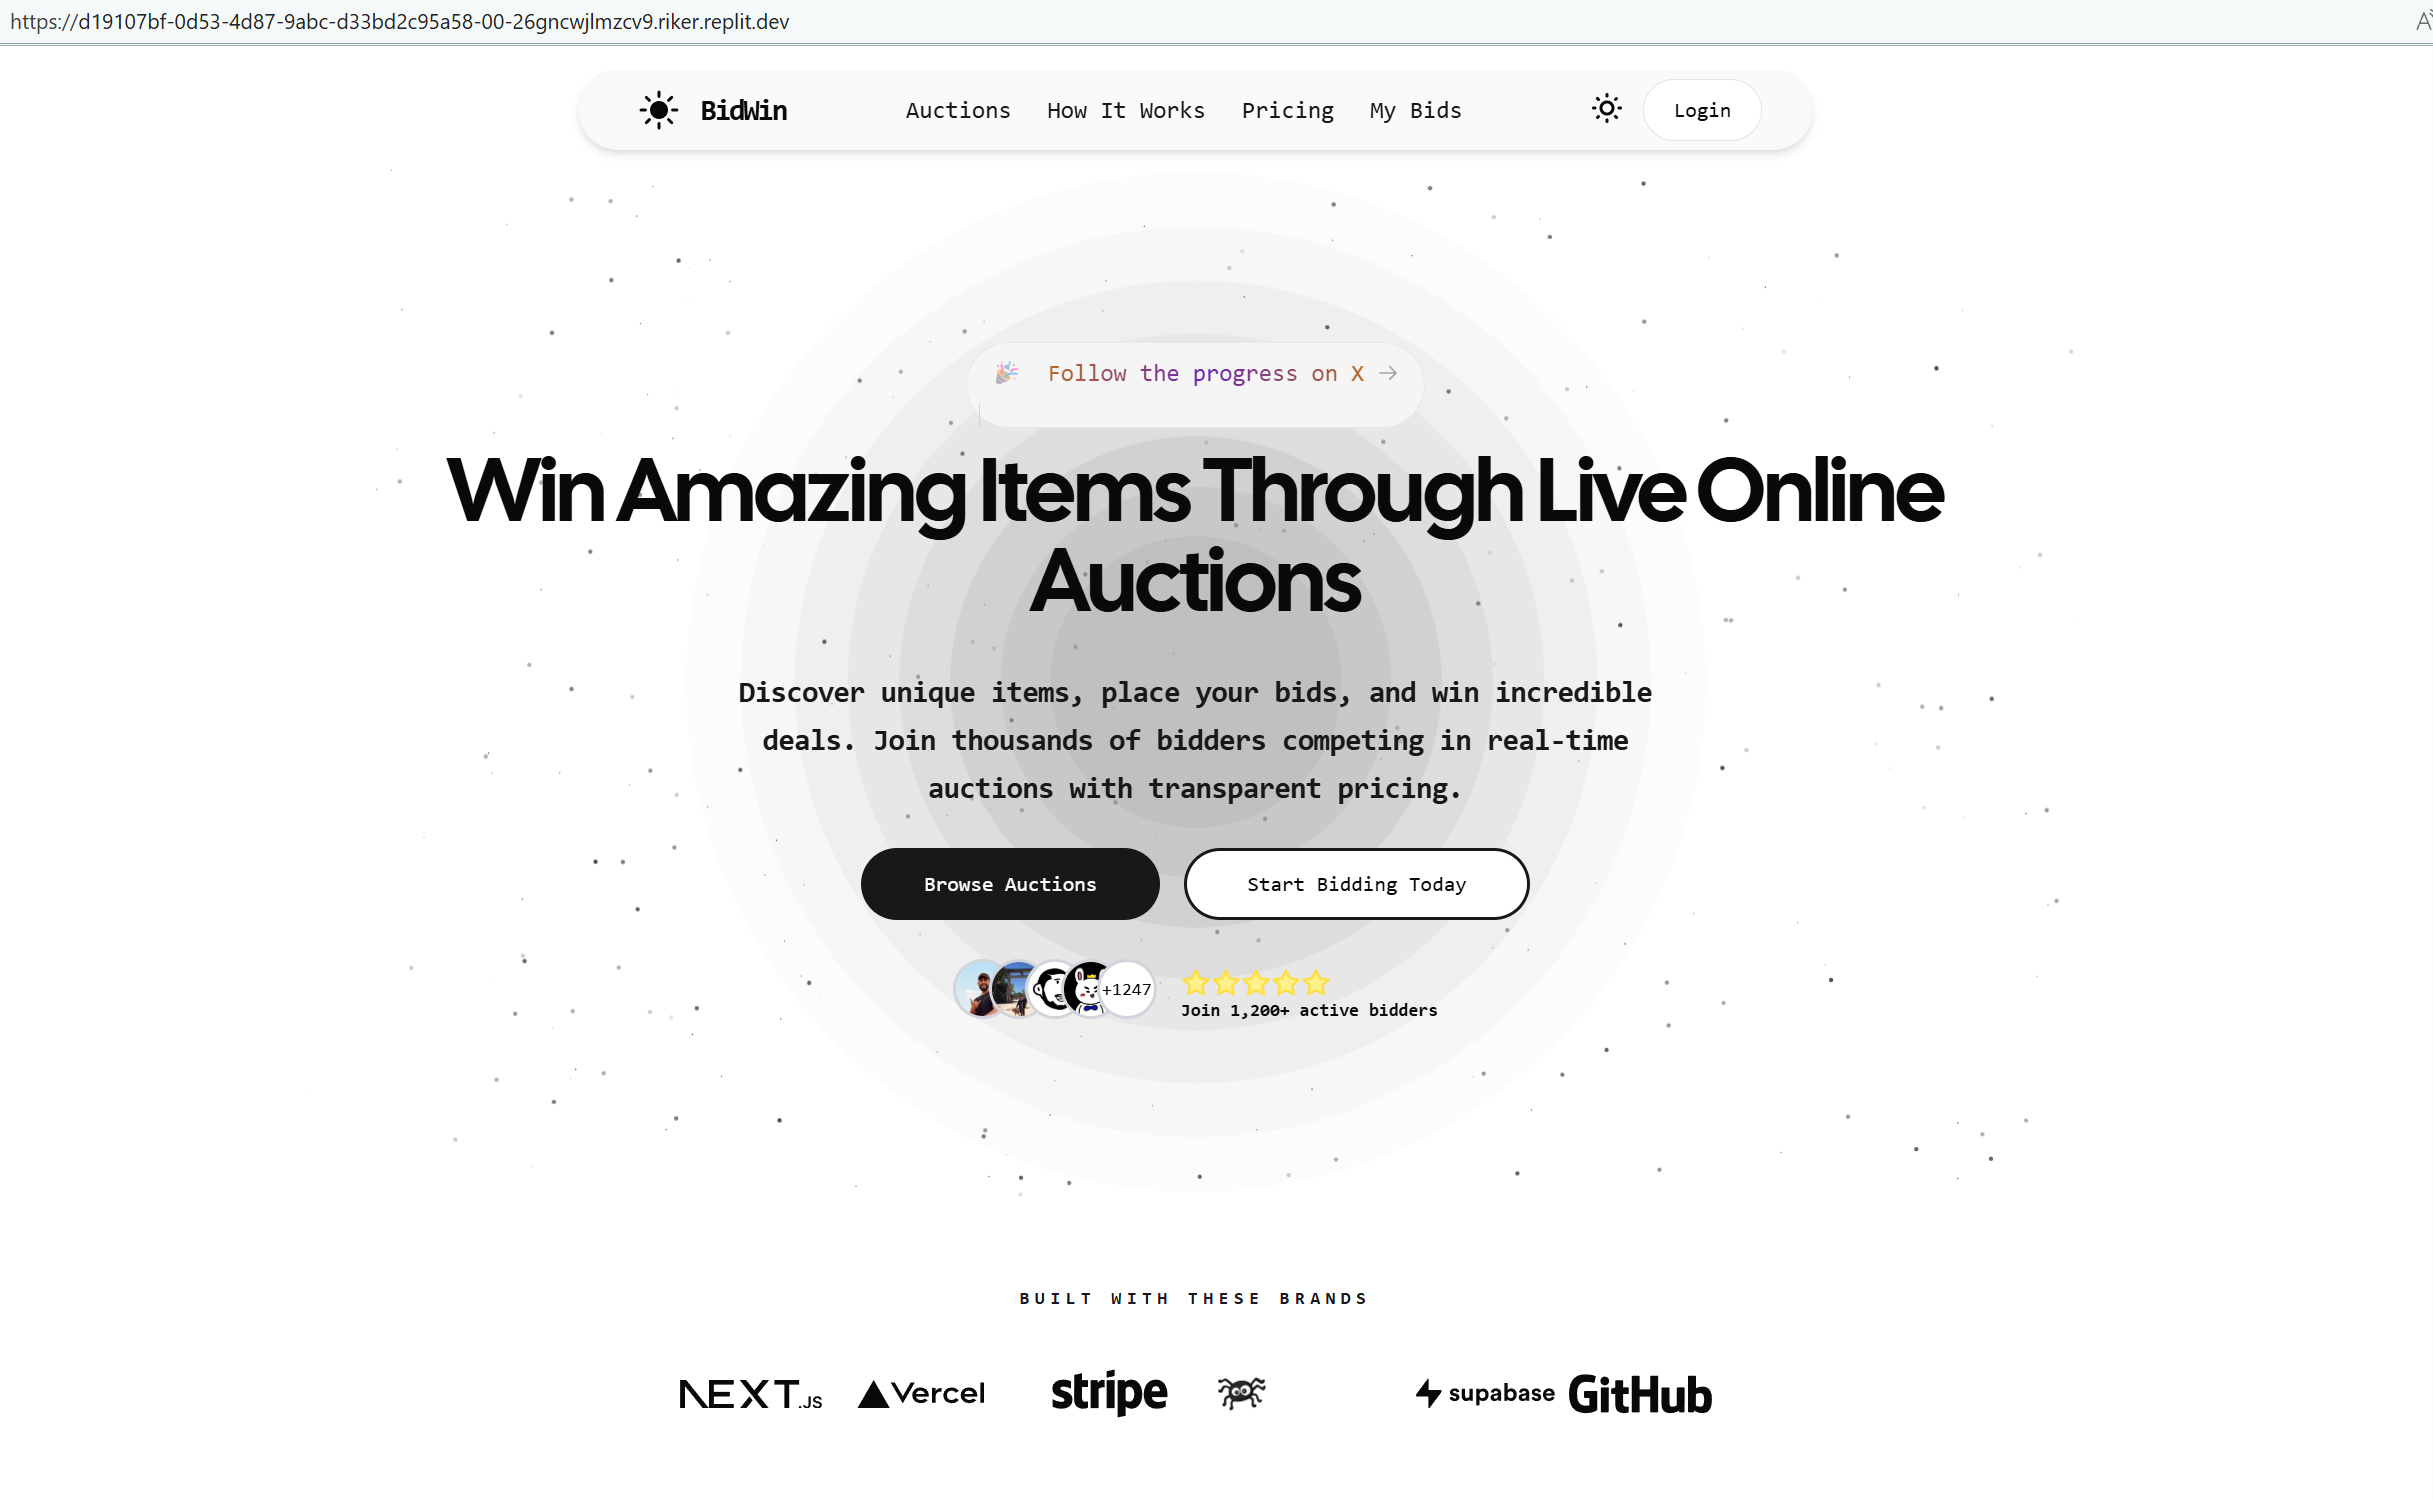 https://d19107bf-0d53-4d87-9abc-d33bd2c95a58-00-26gncwjlmzcv9.riker.replit.dev
BidWin
Auctions How It Works Pricing My Bids
Login
🎉 Follow the progress on X →
Win Amazing Items Through Live Online
Auctions
Discover unique items, place your bids, and win incredible
deals. Join thousands of bidders competing in real-time
auctions with transparent pricing.
Browse Auctions
Start Bidding Today
+1247
Join 1,200+ active bidders
BUILT WITH THESE BRANDS
NEXT.JS
Vercel
stripe
supabase
GitHub